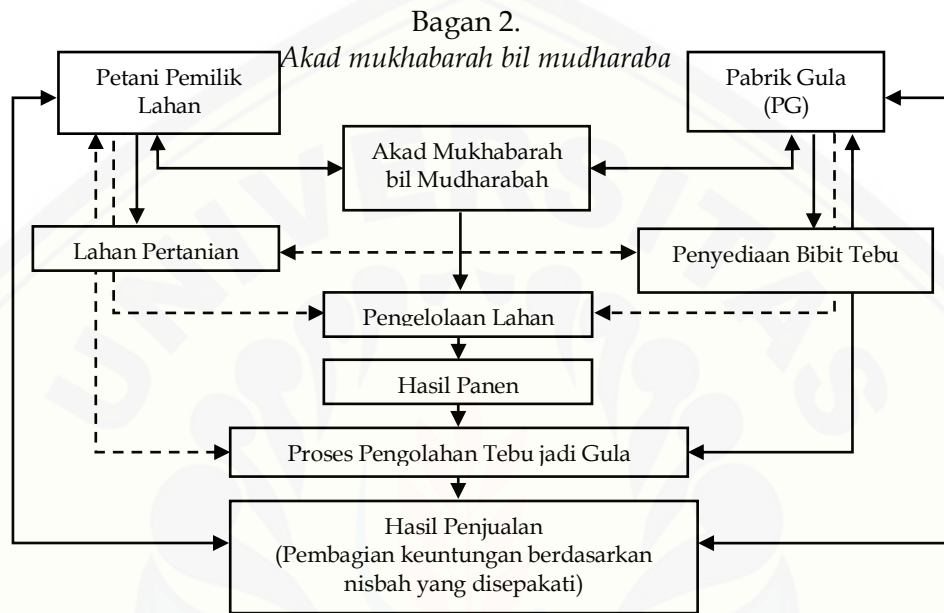 Bagan 2.
Akad mukhabarah bil mudharaba
Petani Pemilik
Lahan
Pabrik Gula
(PG)
Akad Mukhabarah
bil Mudharabah
Lahan Pertanian
Penyediaan Bibit Tebu
Pengelolaan Lahan
Hasil Panen
Proses Pengolahan Tebu jadi Gula
Hasil Penjualan
(Pembagian keuntungan berdasarkan
nisbah yang disepakati)
UNIVERSITAS